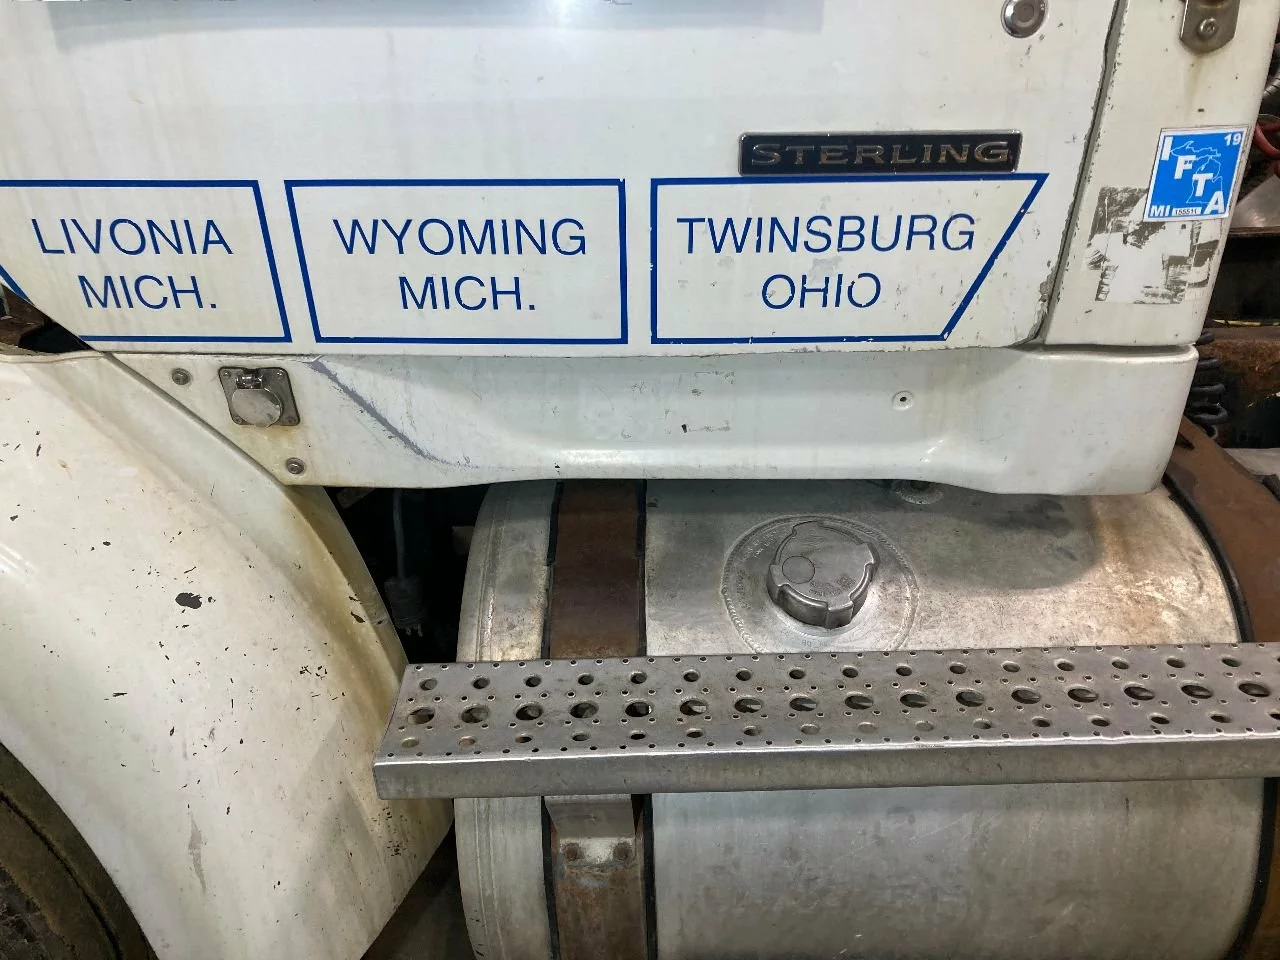 STERLING
LIVONIA
MICH.
WYOMING
MICH.
TWINSBURG
OHIO
19
IFTA
MI